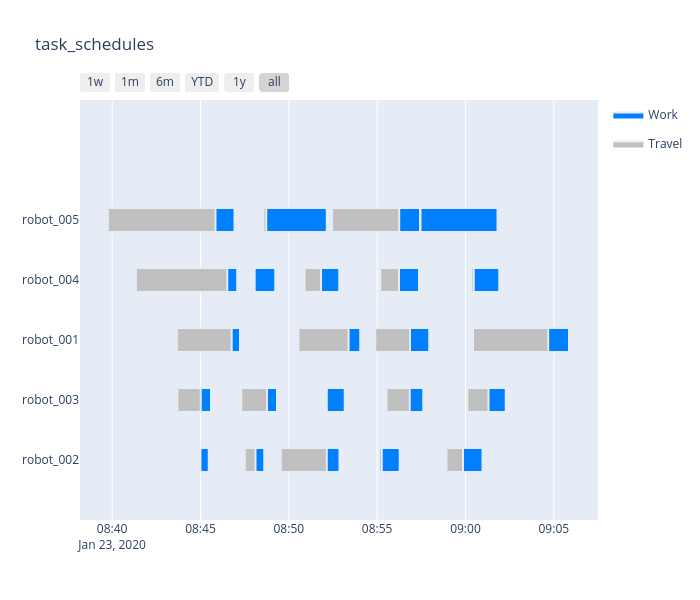 task_schedules
1w 1m 6m YTD 1y all
Work
Travel
robot_005
robot_004
robot_001
robot_003
robot_002
08:40 08:45 08:50 08:55 09:00 09:05
Jan 23, 2020